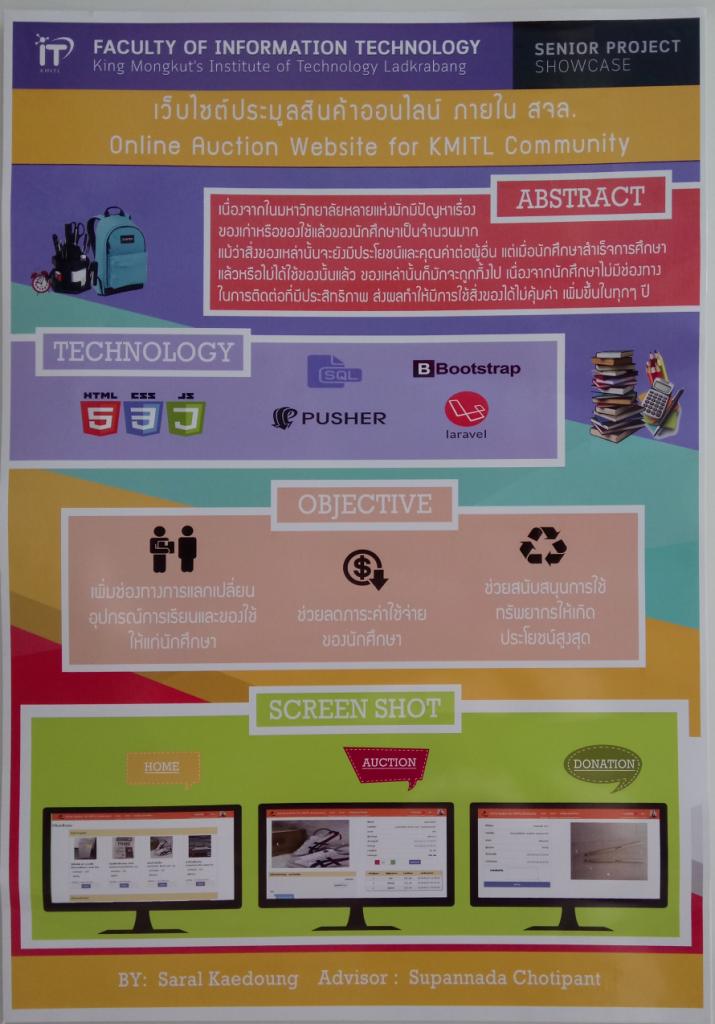 iT
KMITL
FACULTY OF INFORMATION TECHNOLOGY
King Mongkut's Institute of Technology Ladkrabang
SENIOR PROJECT
SHOWCASE
เว็บไซต์ประมูลสินค้าออนไลน์ ภายใน สจล.
Online Auction Website for KMITL Community
ABSTRACT
เนื่องจากในมหาวิทยาลัยหลายแห่งมักมีปัญหาเรื่อง
ของเก่าหรือของใช้แล้วของนักศึกษาเป็นจำนวนมาก
แม้ว่าสิ่งของเหล่านั้นจะยังมีประโยชน์และคุณค่าต่อผู้อื่น แต่เมื่อนักศึกษาสำเร็จการศึกษา
แล้วหรือไม่ได้ใช้ของนั้นแล้ว ของเหล่านั้นก็มักจะถูกทิ้งไป เนื่องจากนักศึกษาไม่มีช่องทาง
ในการติดต่อที่มีประสิทธิภาพ ส่งผลทำให้มีการใช้สิ่งของได้ไม่คุ้มค่า เพิ่มขึ้นในทุกๆ ปี
TECHNOLOGY
HTML CSS JS
5 3
SQL
B Bootstrap
PUSHER
laravel
OBJECTIVE
เพิ่มช่องทางการแลกเปลี่ยน
อุปกรณ์การเรียนและของใช้
ให้แก่นักศึกษา
ช่วยลดภาระค่าใช้จ่าย
ของนักศึกษา
ช่วยสนับสนุนการใช้
ทรัพยากรให้เกิด
ประโยชน์สูงสุด
SCREEN SHOT
HOME
AUCTION
DONATION
BY: Saral Kaedoung Advisor : Supannada Chotipant